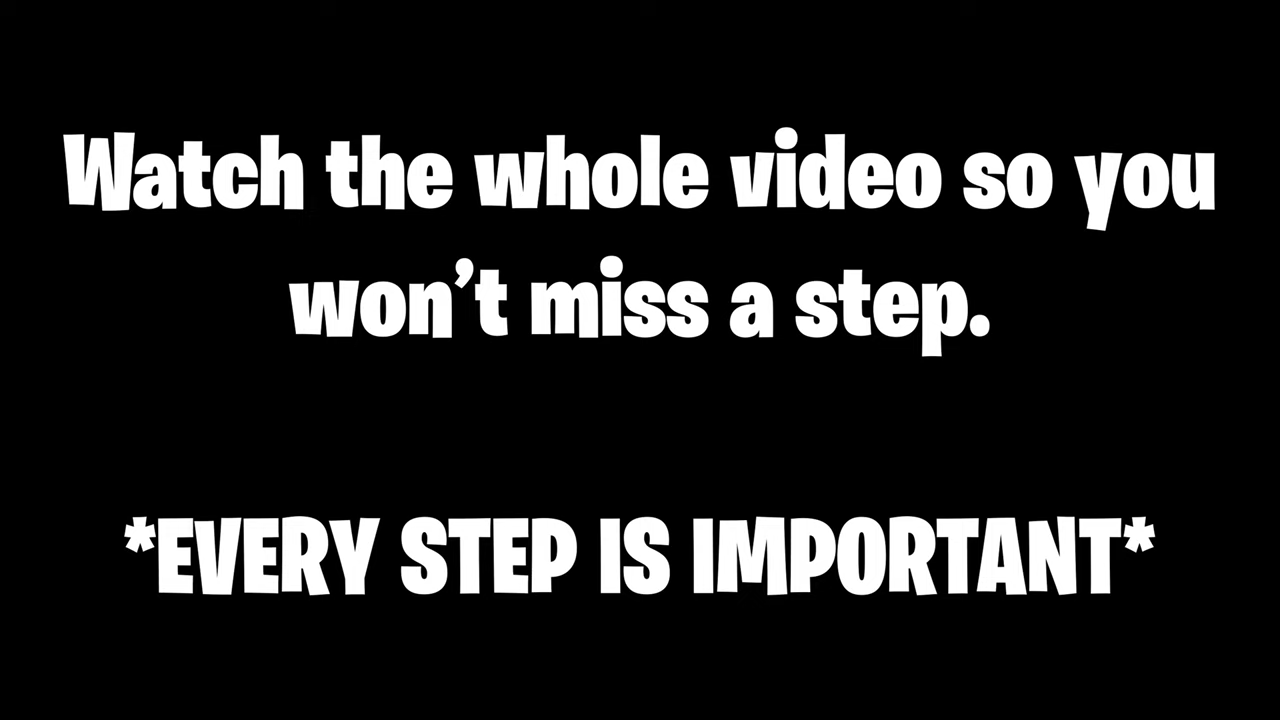 Watch the whole video so you
won’t miss a step.
*EVERY STEP IS IMPORTANT*